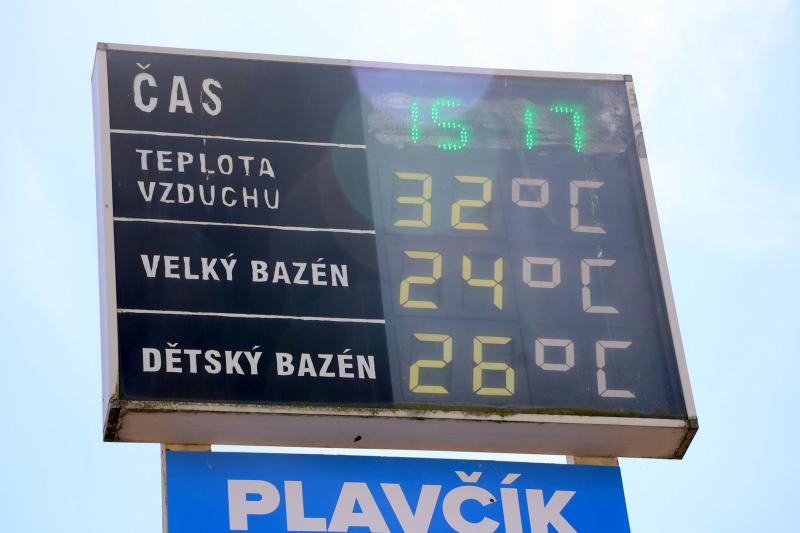 ČAS 15 17
TEPLOTA
VZDUCHU 32 °C
VELKÝ BAZÉN 24 °C
DĚTSKÝ BAZÉN 26 °C
PLAVČÍK